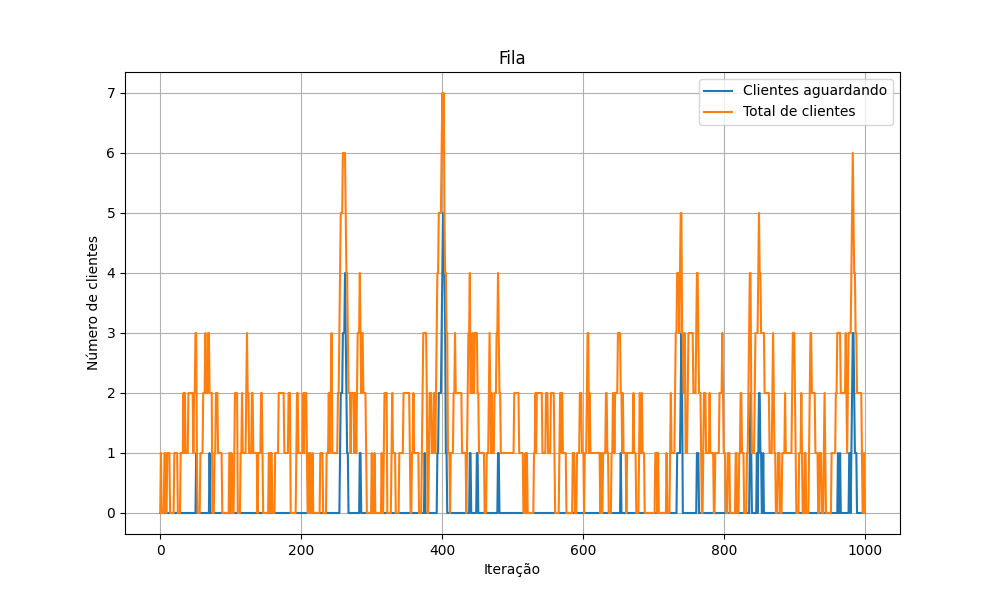 Fila
Clientes aguardando
Total de clientes
7
6
5
4
3
2
1
0
Número de clientes
0 200 400 600 800 1000
Iteração